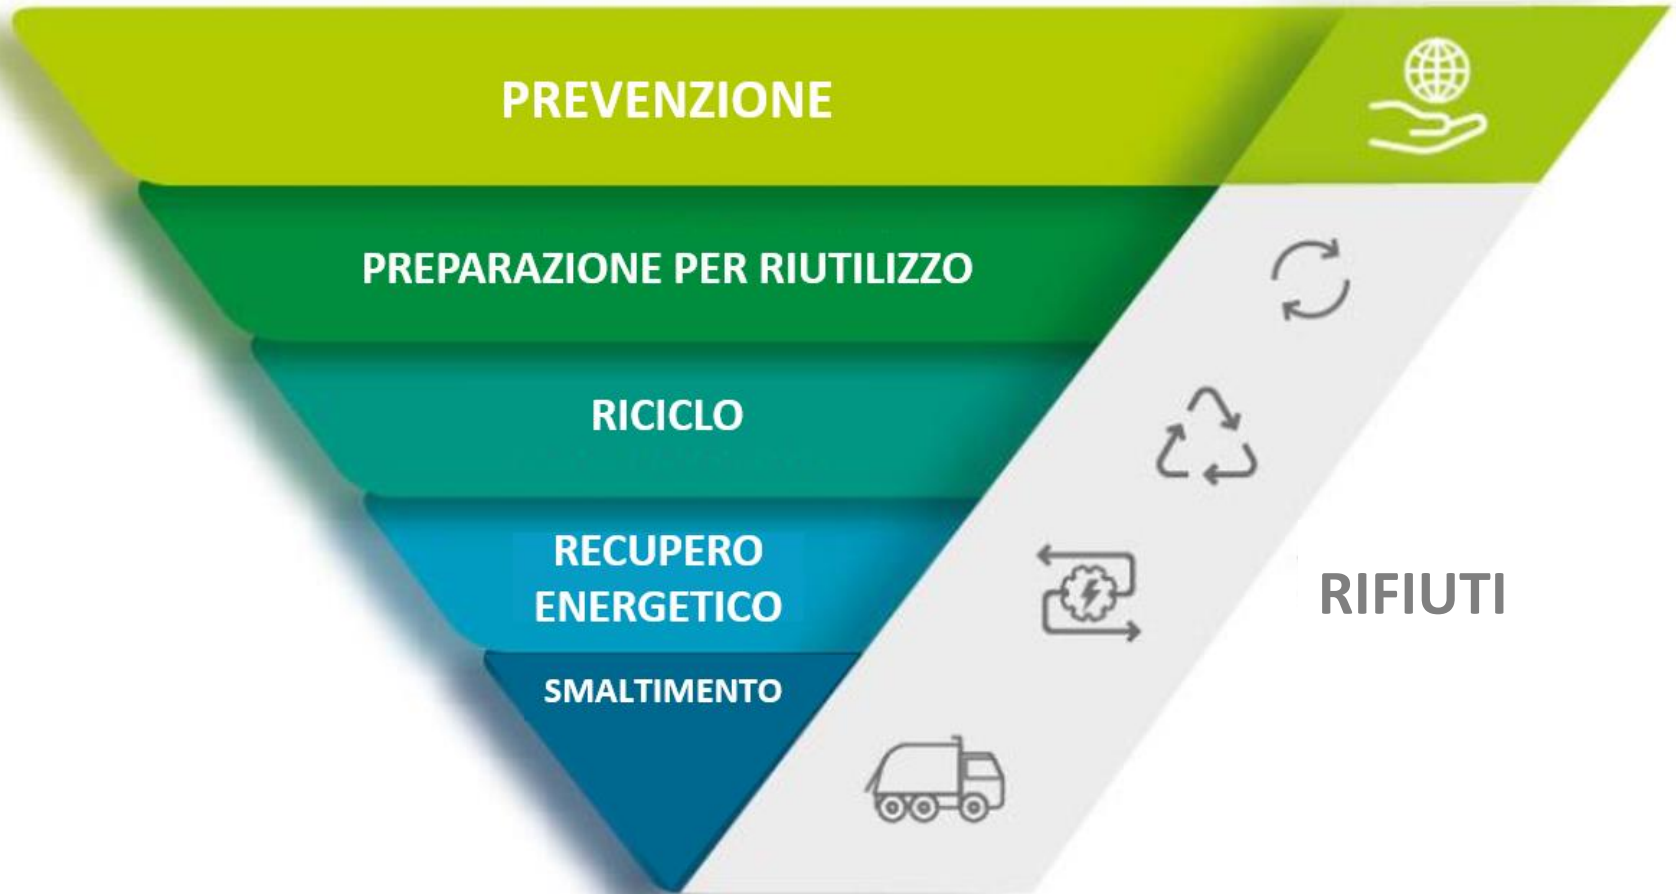 PREVENZIONE
PREPARAZIONE PER RIUTILIZZO
RICICLO
RECUPERO
ENERGETICO
RIFIUTI
SMALTIMENTO